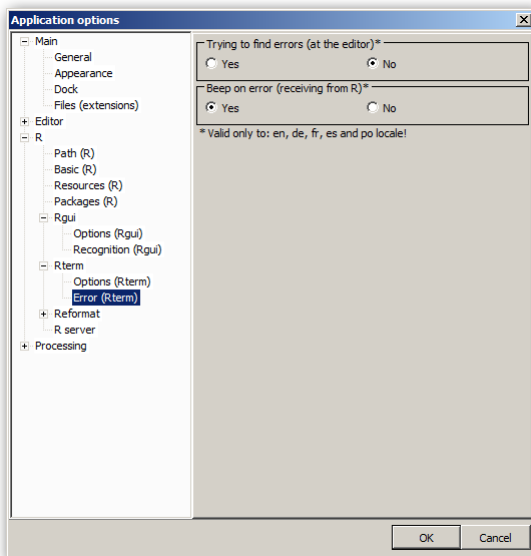 Application options
Main
General
Appearance
Dock
Files (extensions)
Editor
R
Path (R)
Basic (R)
Resources (R)
Packages (R)
Rgui
Options (Rgui)
Recognition (Rgui)
Rterm
Options (Rterm)
Error (Rterm)
Reformat
R server
Processing
Trying to find errors (at the editor)*
Yes No
Beep on error (receiving from R)*
Yes No
* Valid only to: en, de, fr, es and po locale!
OK Cancel